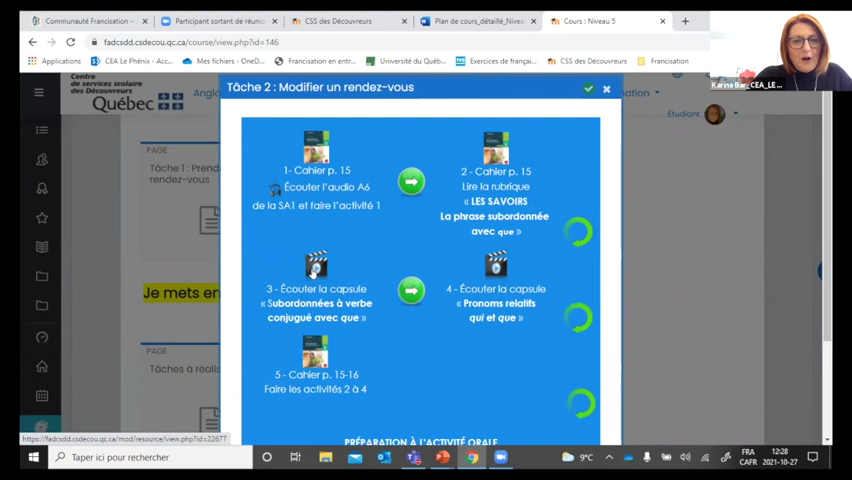 Communauté Francisation
Participant sortant de réunio
CSS des Découvreurs
Plan de cours_détaillé_Nivea
Cours : Niveau 5
fadcsdd.csdecou.qc.ca/course/view.php?id=146
Applications
CEA Le Phénix - Acc...
Mes fichiers - OneD...
Francisation en entr...
Université du Québec
Exercices de françai...
CSS des Découvreurs
Francisation
Centre de services scolaire
des Découvreurs
Québec
Anglo
Étudiant
Tâche 2 : Modifier un rendez-vous
PAGE
Tâche 1 : Prend
rendez-vous
1- Cahier p. 15
Écouter l'audio A6
de la SA1 et faire l'activité 1
2 - Cahier p. 15
Lire la rubrique
« LES SAVOIRS
La phrase subordonnée
avec que »
3 - Écouter la capsule
« Subordonnées à verbe
conjugué avec que »
4 - Écouter la capsule
« Pronoms relatifs
qui et que »
Je mets en
PAGE
Tâches à réalis
5 - Cahier p. 15-16
Faire les activités 2 à 4
PRÉPARATION À L'ACTIVITÉ ORALE
https://fadcsdd.csdecou.qc.ca/mod/resource/view.php?id=22677
Taper ici pour rechercher
9°C
FRA
CAFR
12:28
2021-10-27